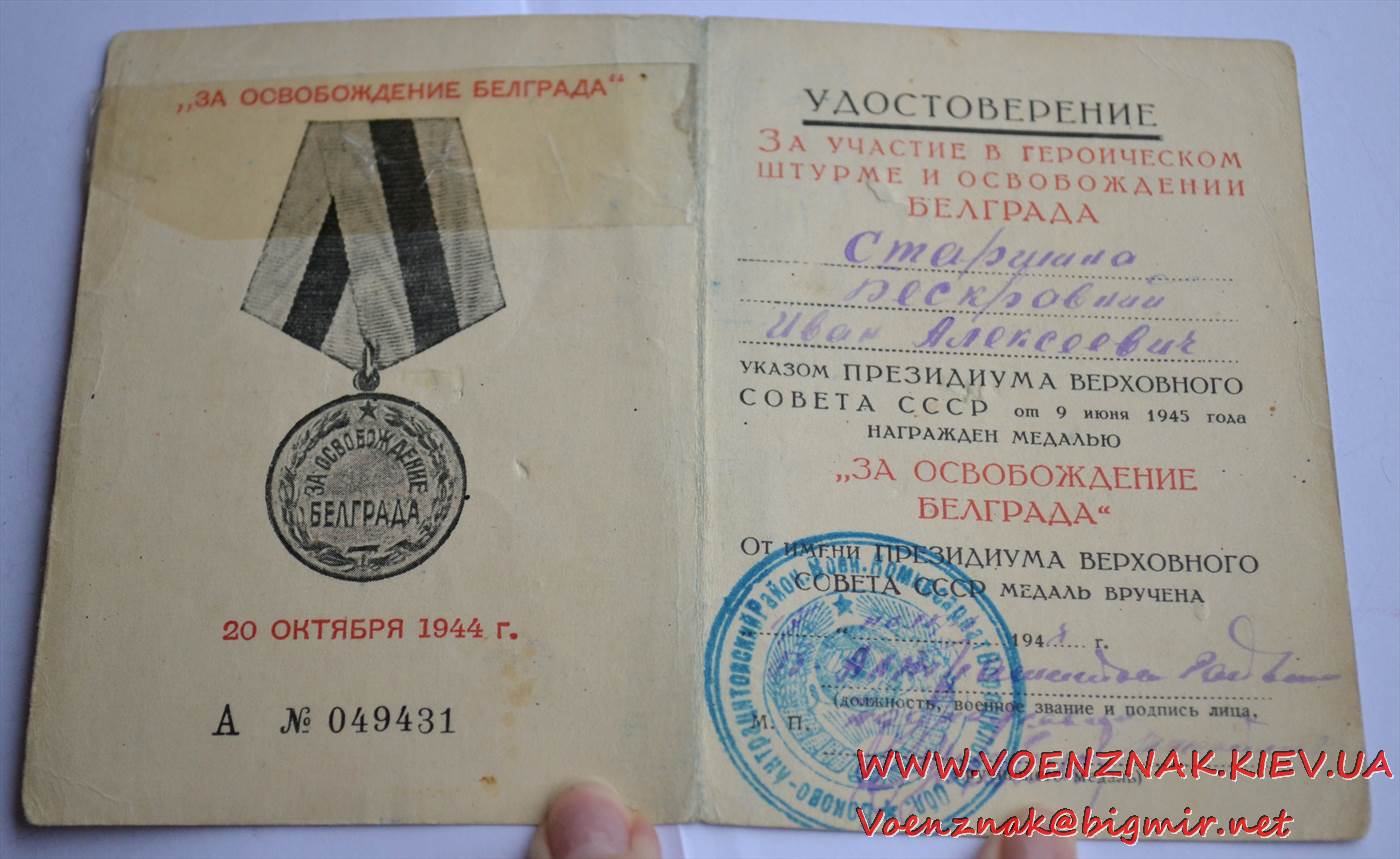 „ЗА ОСВОБОЖДЕНИЕ БЕЛГРАДА“
ЗА ОСВОБОЖДЕНИЕ
БЕЛГРАДА
20 ОКТЯБРЯ 1944 г.
А № 049431
УДОСТОВЕРЕНИЕ
ЗА УЧАСТИЕ В ГЕРОИЧЕСКОМ
ШТУРМЕ И ОСВОБОЖДЕНИИ
БЕЛГРАДА
Старшина
Бескровный
Иван Алексеевич
УКАЗОМ ПРЕЗИДИУМА ВЕРХОВНОГО
СОВЕТА СССР от 9 июня 1945 года
НАГРАЖДЕН МЕДАЛЬЮ
„ЗА ОСВОБОЖДЕНИЕ
БЕЛГРАДА“
От имени ПРЕЗИДИУМА ВЕРХОВНОГО
СОВЕТА СССР МЕДАЛЬ ВРУЧЕНА
194 г.
(должность, военное звание и подпись лица,
М. П.
медаль)
WWW.VOENZNAK.KIEV.UA
Voenznak@bigmir.net